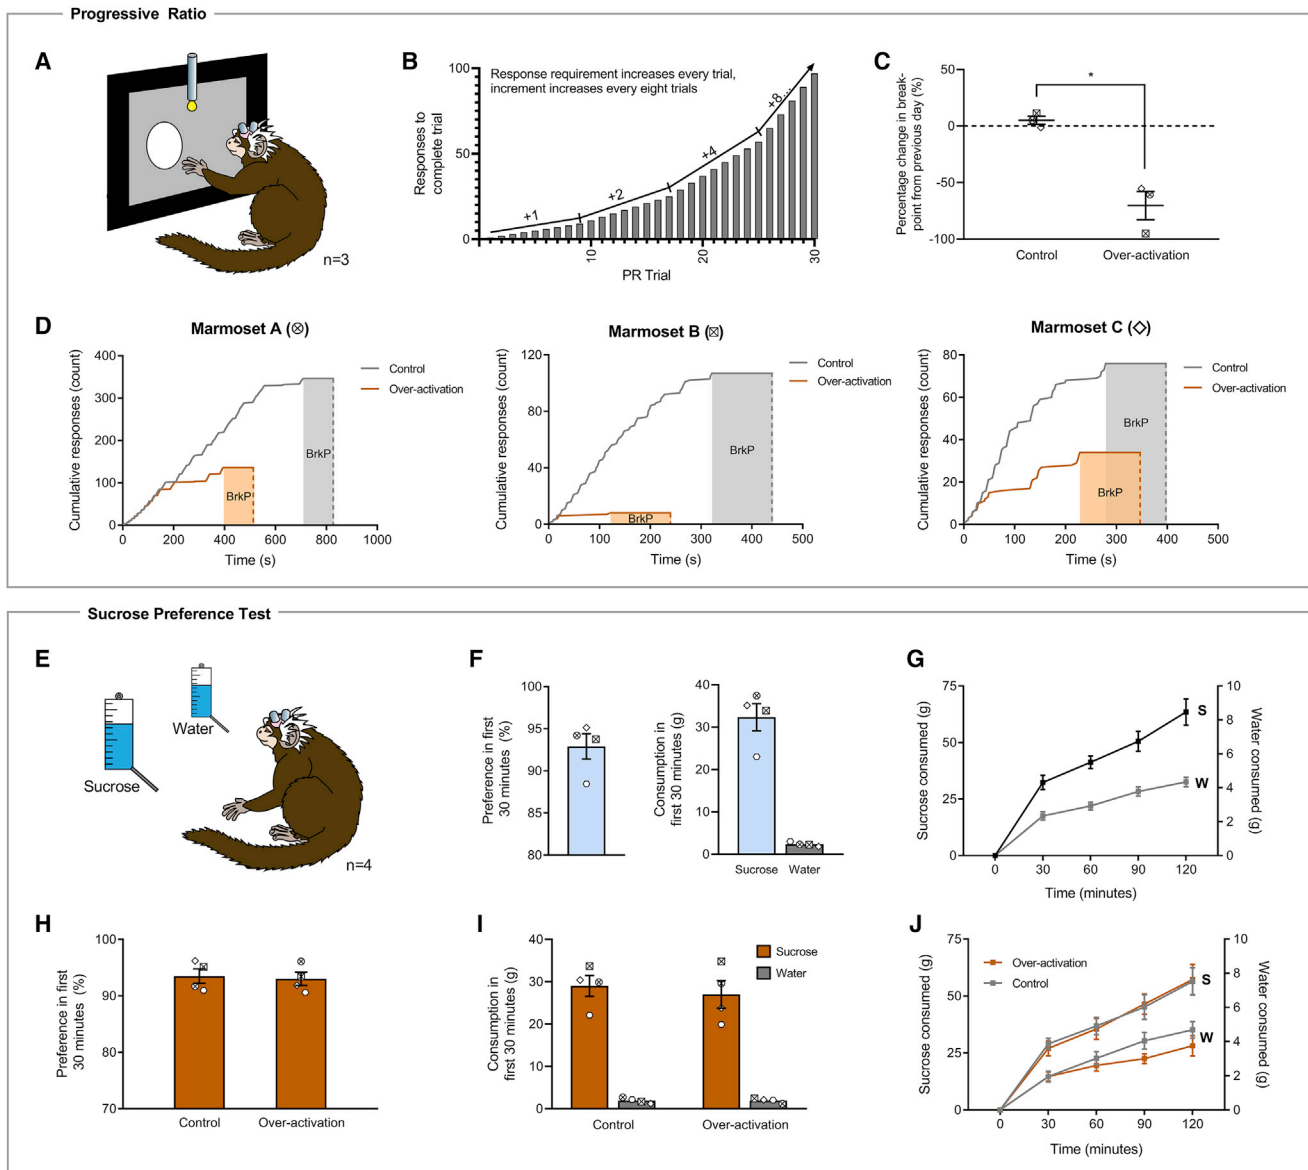 Progressive Ratio
A
n=3
B
Response requirement increases every trial,
increment increases every eight trials
Responses to
complete trial
100
50
0
+1
+2
+4
+8...
10
20
30
PR Trial
C
Percentage change in break-
point from previous day (%)
50
0
-50
-100
*
Control
Over-activation
D
Marmoset A (⊗)
Cumulative responses (count)
400
300
200
100
0
Control
Over-activation
BrkP
BrkP
0
200
400
600
800
1000
Time (s)
Marmoset B (⊠)
Cumulative responses (count)
120
80
40
0
Control
Over-activation
BrkP
BrkP
0
100
200
300
400
500
Time (s)
Marmoset C (◇)
Cumulative responses (count)
80
60
40
20
0
Control
Over-activation
BrkP
BrkP
0
100
200
300
400
500
Time (s)
Sucrose Preference Test
E
Water
Sucrose
n=4
F
Preference in first
30 minutes (%)
100
95
90
85
80
Consumption in
first 30 minutes (g)
40
30
20
10
0
Sucrose
Water
G
Sucrose consumed (g)
75
50
25
0
S
W
10
8
6
4
2
0
Water consumed (g)
0
30
60
90
120
Time (minutes)
H
Preference in first
30 minutes (%)
100
90
80
70
Control
Over-activation
I
Consumption in
first 30 minutes (g)
40
30
20
10
0
Sucrose
Water
Control
Over-activation
J
Sucrose consumed (g)
75
50
25
0
Over-activation
Control
S
W
10
8
6
4
2
0
Water consumed (g)
0
30
60
90
120
Time (minutes)